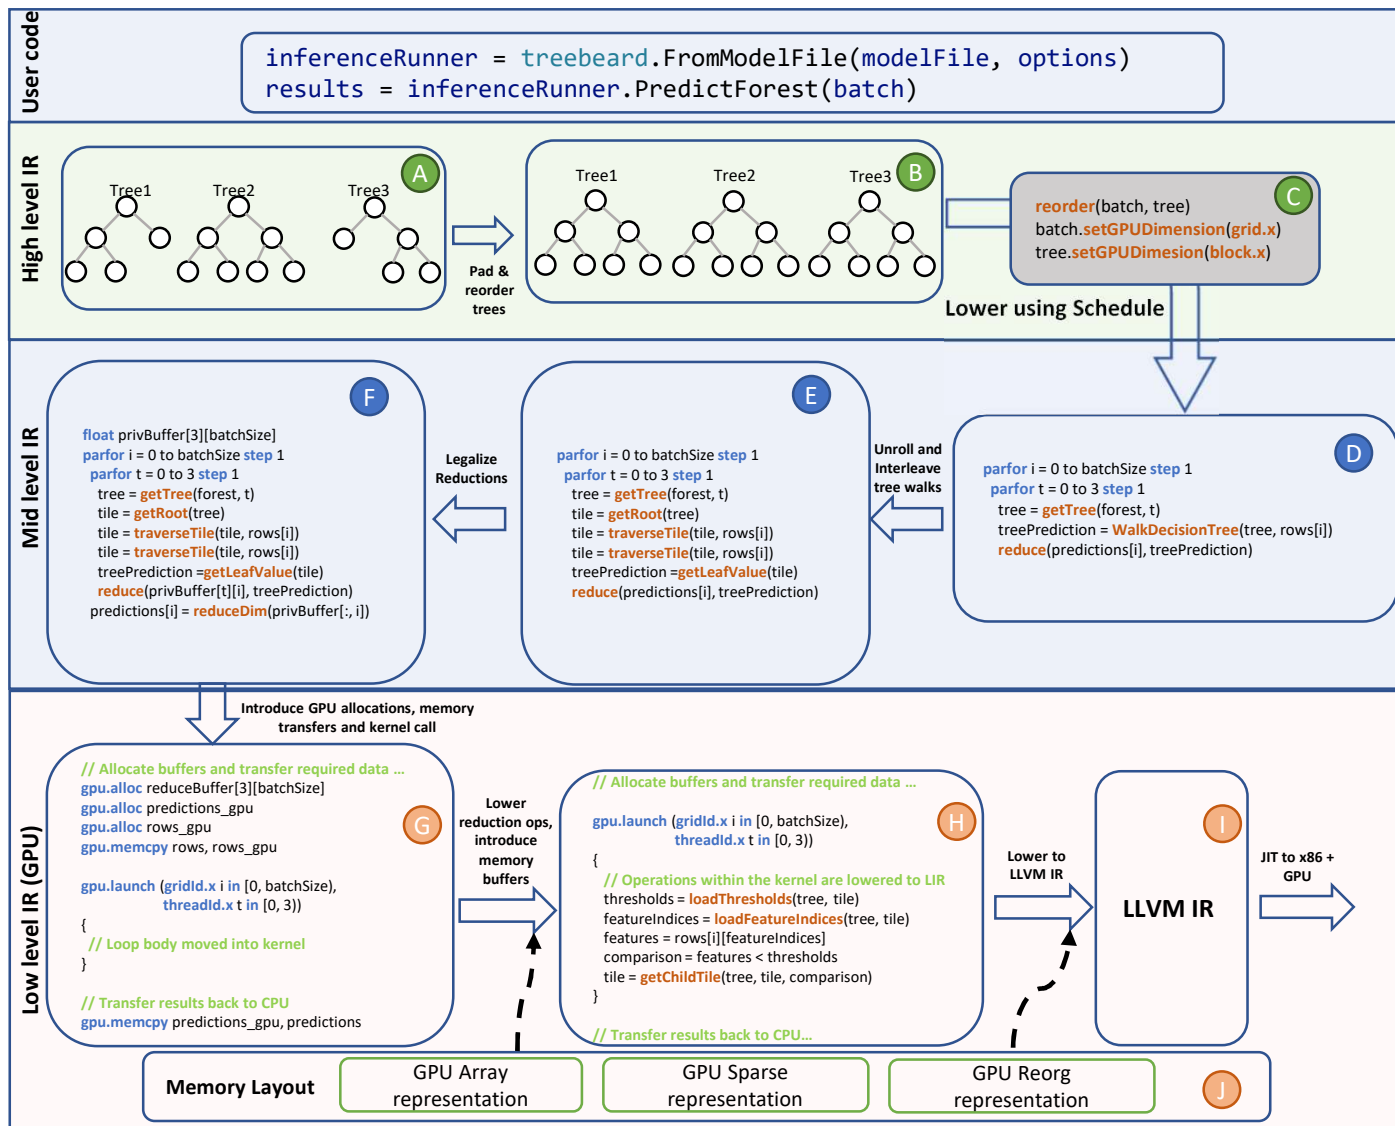 User code
inferenceRunner = treebeard.FromModelFile(modelFile, options)
results = inferenceRunner.PredictForest(batch)
High level IR
A
Tree1
Tree2
Tree3
Pad &
reorder
trees
B
Tree1
Tree2
Tree3
C
reorder(batch, tree)
batch.setGPUDimension(grid.x)
tree.setGPUDimesion(block.x)
Lower using Schedule
Mid level IR
D
parfor i = 0 to batchSize step 1
parfor t = 0 to 3 step 1
tree = getTree(forest, t)
treePrediction = WalkDecisionTree(tree, rows[i])
reduce(predictions[i], treePrediction)
Unroll and
Interleave
tree walks
E
parfor i = 0 to batchSize step 1
parfor t = 0 to 3 step 1
tree = getTree(forest, t)
tile = getRoot(tree)
tile = traverseTile(tile, rows[i])
tile = traverseTile(tile, rows[i])
treePrediction =getLeafValue(tile)
reduce(predictions[i], treePrediction)
Legalize
Reductions
F
float privBuffer[3][batchSize]
parfor i = 0 to batchSize step 1
parfor t = 0 to 3 step 1
tree = getTree(forest, t)
tile = getRoot(tree)
tile = traverseTile(tile, rows[i])
tile = traverseTile(tile, rows[i])
treePrediction =getLeafValue(tile)
reduce(privBuffer[t][i], treePrediction)
predictions[i] = reduceDim(privBuffer[:, i])
Introduce GPU allocations, memory
transfers and kernel call
Low level IR (GPU)
G
// Allocate buffers and transfer required data …
gpu.alloc reduceBuffer[3][batchSize]
gpu.alloc predictions_gpu
gpu.alloc rows_gpu
gpu.memcpy rows, rows_gpu
gpu.launch (gridId.x i in [0, batchSize),
threadId.x t in [0, 3))
{
// Loop body moved into kernel
}
// Transfer results back to CPU
gpu.memcpy predictions_gpu, predictions
Lower
reduction ops,
introduce
memory
buffers
H
// Allocate buffers and transfer required data …
gpu.launch (gridId.x i in [0, batchSize),
threadId.x t in [0, 3))
{
// Operations within the kernel are lowered to LIR
thresholds = loadThresholds(tree, tile)
featureIndices = loadFeatureIndices(tree, tile)
features = rows[i][featureIndices]
comparison = features < thresholds
tile = getChildTile(tree, tile, comparison)
}
// Transfer results back to CPU…
Lower to
LLVM IR
I
LLVM IR
JIT to x86 +
GPU
Memory Layout
GPU Array
representation
GPU Sparse
representation
GPU Reorg
representation
J